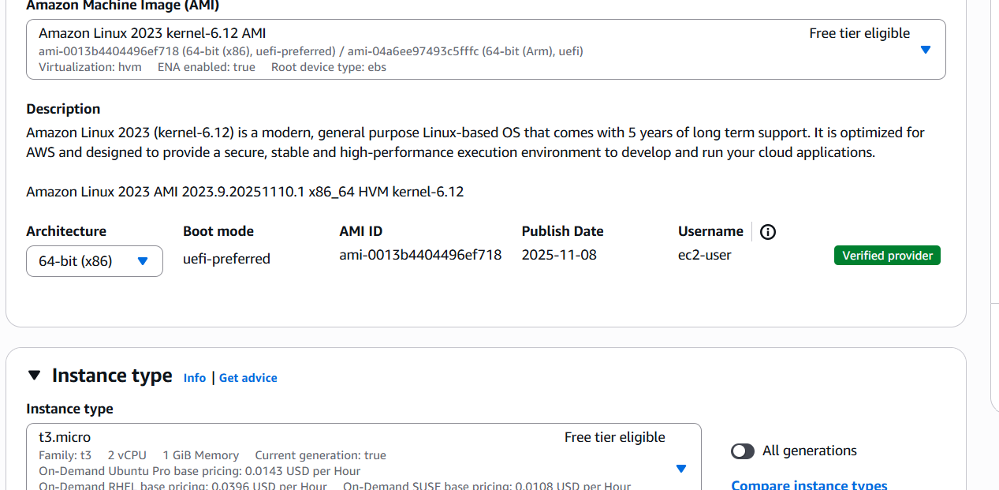 Amazon Machine Image (AMI)
Amazon Linux 2023 kernel-6.12 AMI
Free tier eligible
ami-0013b4404496ef718 (64-bit (x86), uefi-preferred) / ami-04a6ee97493c5fffc (64-bit (Arm), uefi)
Virtualization: hvm ENA enabled: true Root device type: ebs
Description
Amazon Linux 2023 (kernel-6.12) is a modern, general purpose Linux-based OS that comes with 5 years of long term support. It is optimized for
AWS and designed to provide a secure, stable and high-performance execution environment to develop and run your cloud applications.
Amazon Linux 2023 AMI 2023.9.20251110.1 x86_64 HVM kernel-6.12
Architecture Boot mode AMI ID Publish Date Username
64-bit (x86) uefi-preferred ami-0013b4404496ef718 2025-11-08 ec2-user Verified provider
Instance type Info | Get advice
Instance type
t3.micro
Free tier eligible
Family: t3 2 vCPU 1 GiB Memory Current generation: true
On-Demand Ubuntu Pro base pricing: 0.0143 USD per Hour
On-Demand RHEL base pricing: 0.0396 USD per Hour On-Demand SUSE base pricing: 0.0108 USD per Hour
All generations
Compare instance types